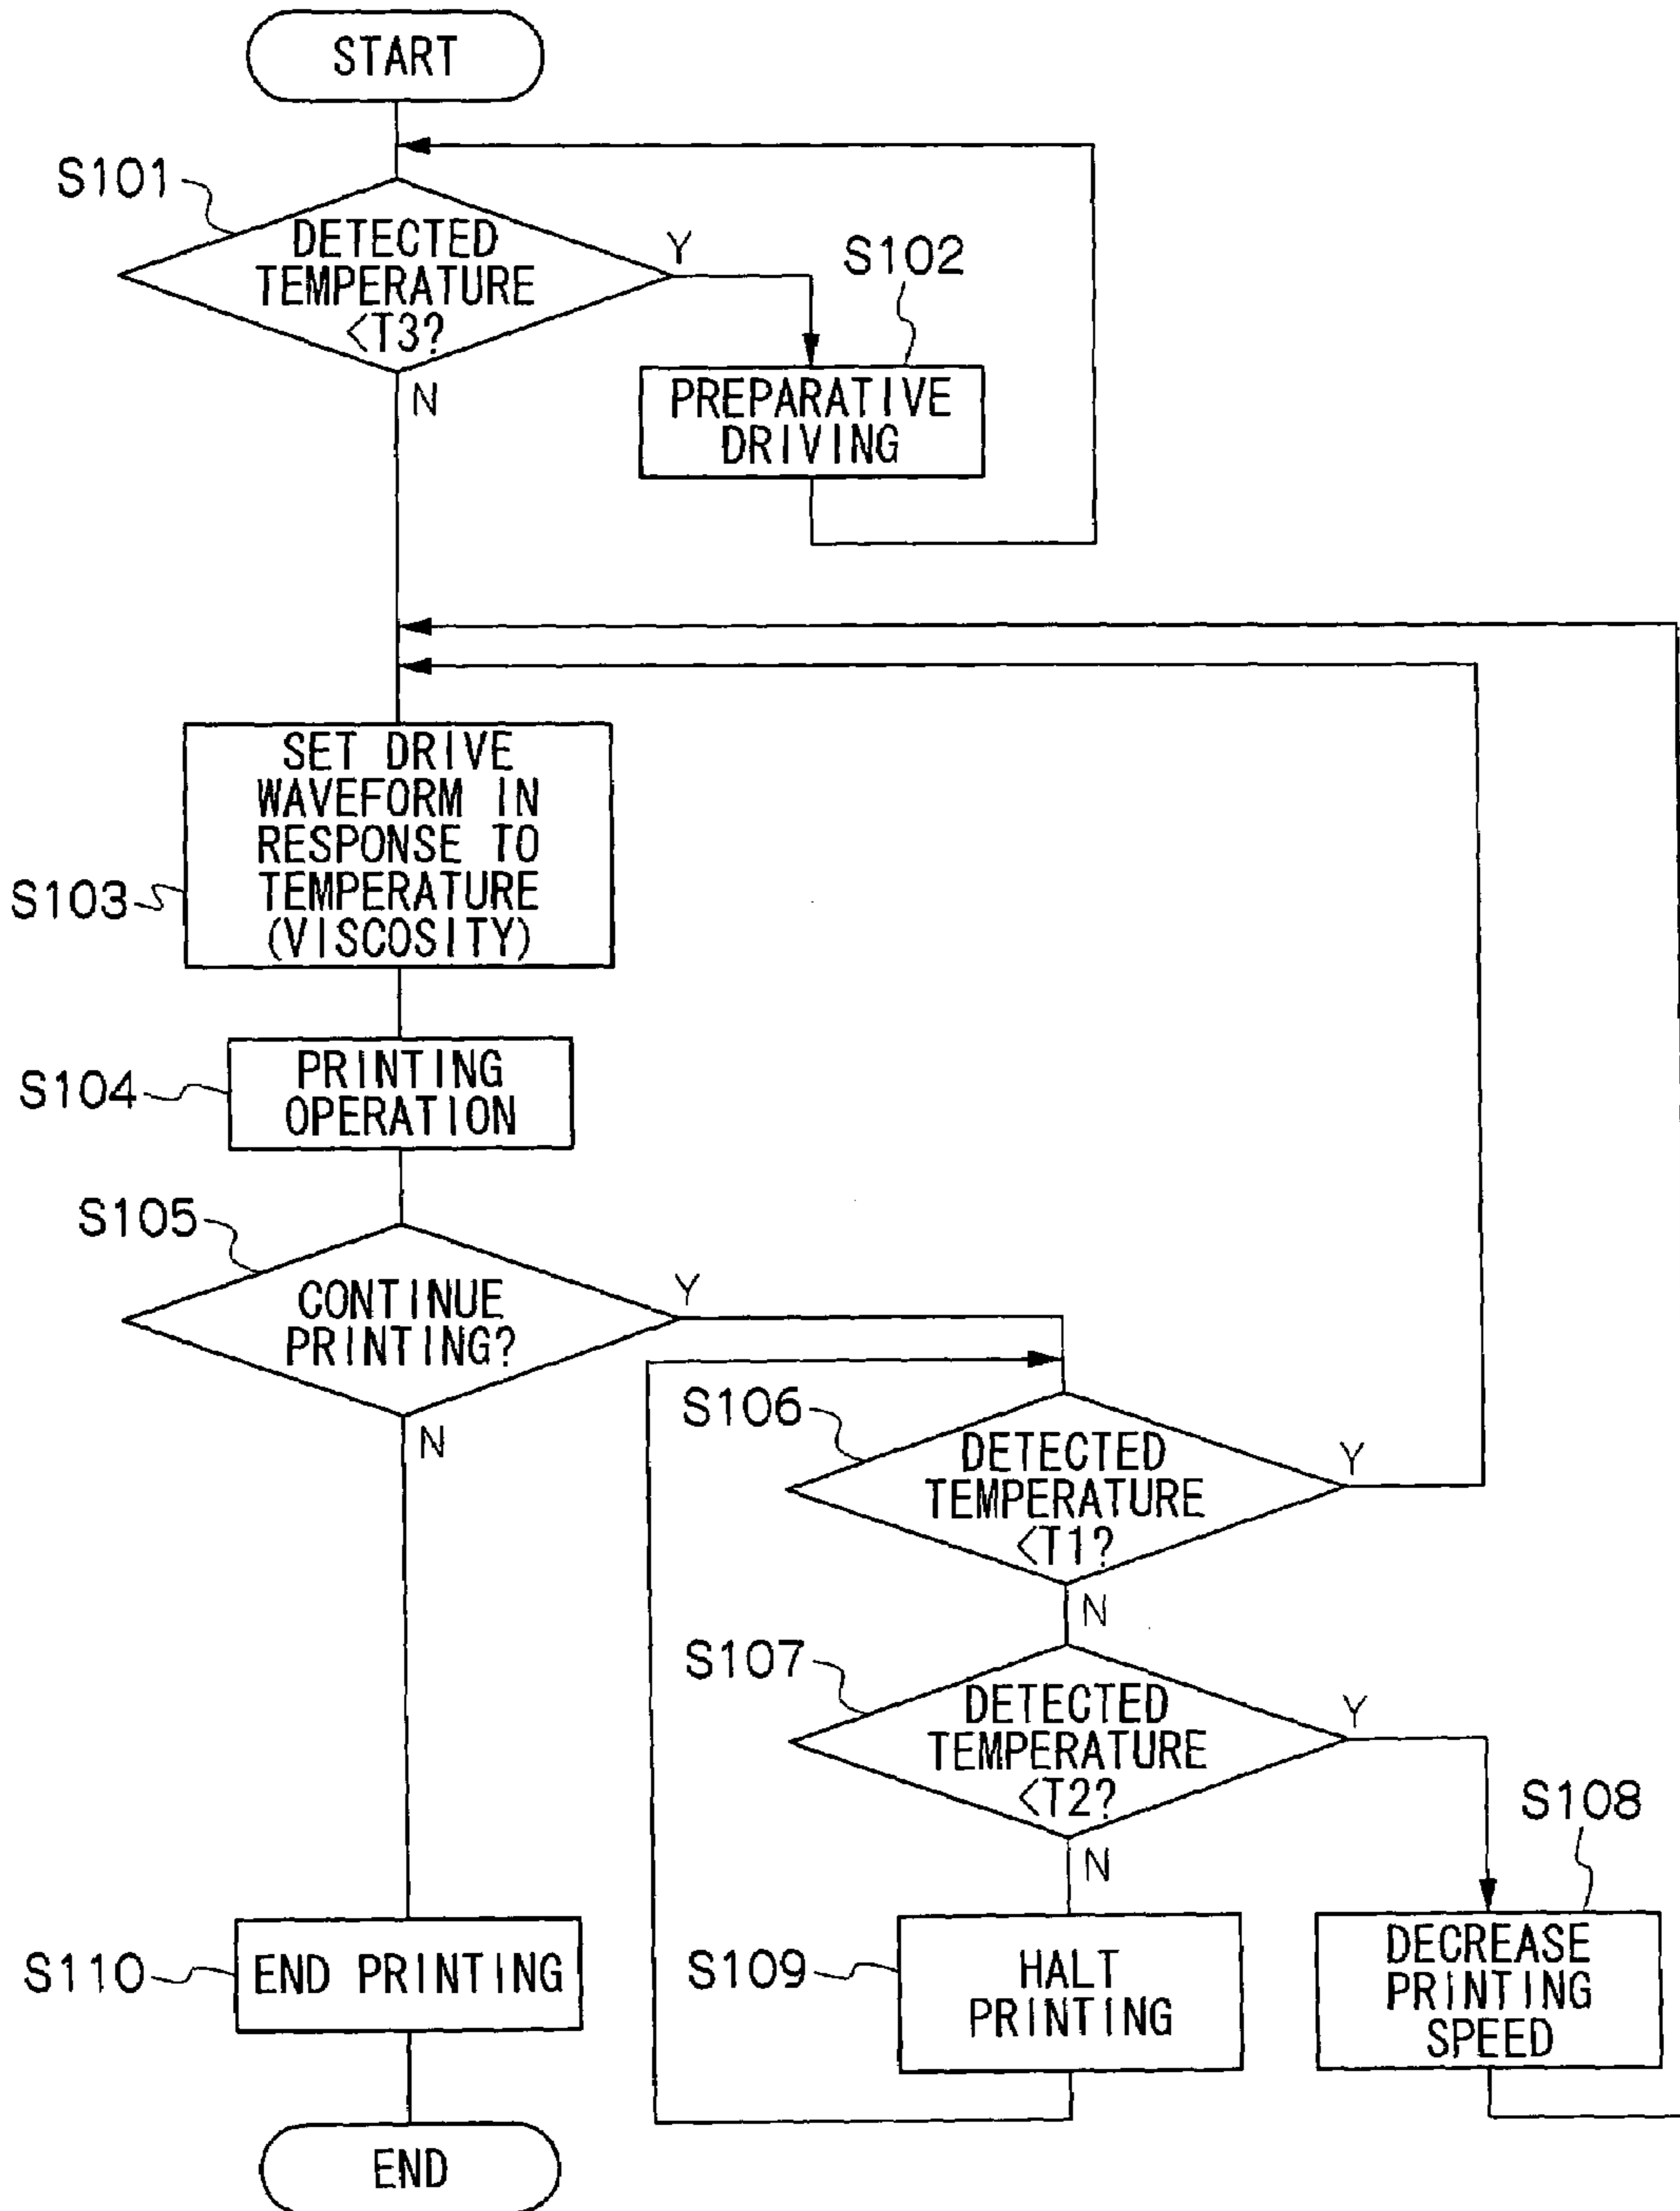 START
S101
DETECTED
TEMPERATURE
<T3?
Y
N
S102
PREPARATIVE
DRIVING
S103
SET DRIVE
WAVEFORM IN
RESPONSE TO
TEMPERATURE
(VISCOSITY)
S104
PRINTING
OPERATION
S105
CONTINUE
PRINTING?
Y
N
S106
DETECTED
TEMPERATURE
<T1?
Y
N
S107
DETECTED
TEMPERATURE
<T2?
Y
N
S108
DECREASE
PRINTING
SPEED
S109
HALT
PRINTING
S110
END PRINTING
END